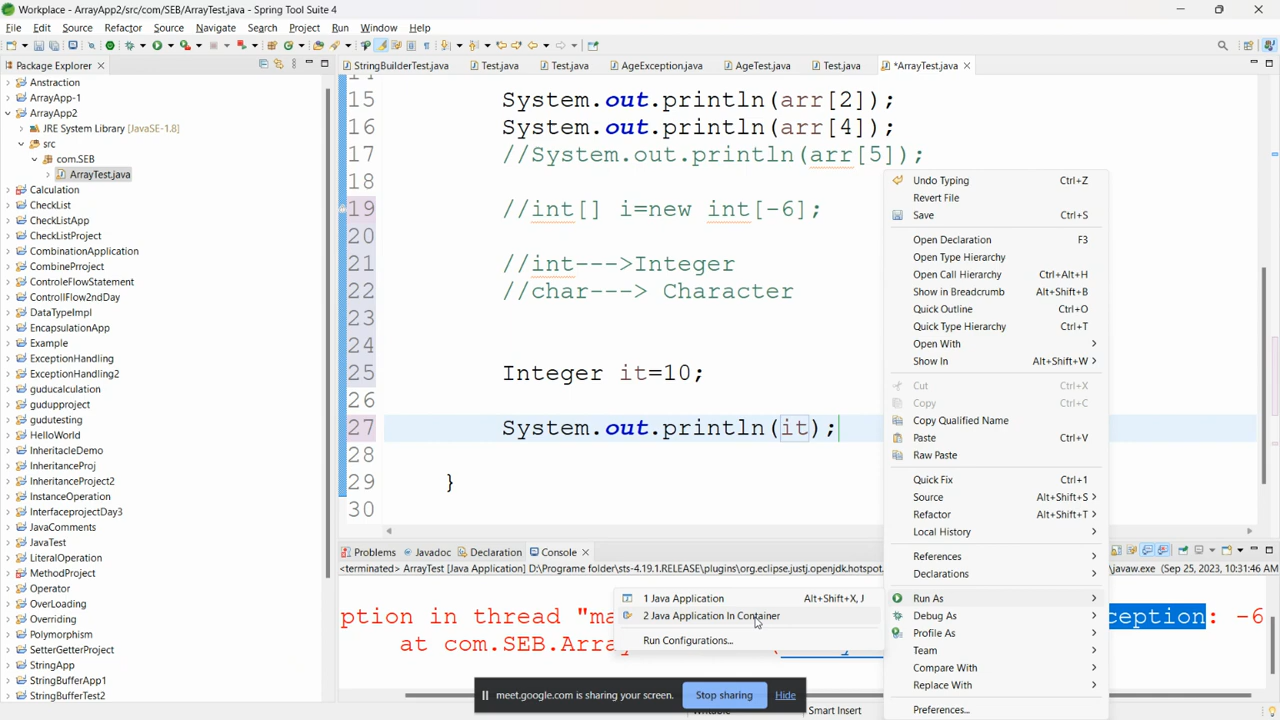 Workplace - ArrayApp2/src/com/SEB/ArrayTest.java - Spring Tool Suite 4
File Edit Source Refactor Source Navigate Search Project Run Window Help
Package Explorer
StringBuilderTest.java Test.java Test.java AgeException.java AgeTest.java Test.java *ArrayTest.java
Anstraction
ArrayApp-1
ArrayApp2
JRE System Library [JavaSE-1.8]
src
com.SEB
ArrayTest.java
Calculation
CheckList
CheckListApp
CheckListProject
CombinationApplication
CombineProject
ControleFlowStatement
ControllFlow2ndDay
DataTypeImpl
EncapsulationApp
Example
ExceptionHandling
ExceptionHandling2
guducalculation
gudupproject
gudutesting
HelloWorld
InheritacleDemo
InheritanceProj
InheritanceProject2
InstanceOperation
InterfaceprojectDay3
JavaComments
JavaTest
LiteralOperation
MethodProject
Operator
OverLoading
Overriding
Polymorphism
SetterGetterProject
StringApp
StringBufferApp1
StringBufferTest2
15 System.out.println(arr[2]);
16 System.out.println(arr[4]);
17 //System.out.println(arr[5]);
18
19 //int[] i=new int[-6];
20
21 //int--->Integer
22 //char---> Character
23
24
25 Integer it=10;
26
27 System.out.println(it);
28
29 }
30
Undo Typing Ctrl+Z
Revert File
Save Ctrl+S
Open Declaration F3
Open Type Hierarchy
Open Call Hierarchy Ctrl+Alt+H
Show in Breadcrumb Alt+Shift+B
Quick Outline Ctrl+O
Quick Type Hierarchy Ctrl+T
Open With
Show In Alt+Shift+W
Cut Ctrl+X
Copy Ctrl+C
Copy Qualified Name
Paste Ctrl+V
Raw Paste
Quick Fix Ctrl+1
Source Alt+Shift+S
Refactor Alt+Shift+T
Local History
References
Declarations
Run As
Debug As
Profile As
Team
Compare With
Replace With
Preferences...
1 Java Application Alt+Shift+X, J
2 Java Application In Container
Run Configurations...
Problems Javadoc Declaration Console
<terminated> ArrayTest [Java Application] D:\Programe folder\sts-4.19.1.RELEASE\plugins\org.eclipse.justj.openjdk.hotspot. \javaw.exe (Sep 25, 2023, 10:31:46 AM
ption in thread "ma ception: -6
at com.SEB.Arra
meet.google.com is sharing your screen. Stop sharing Hide
Smart Insert